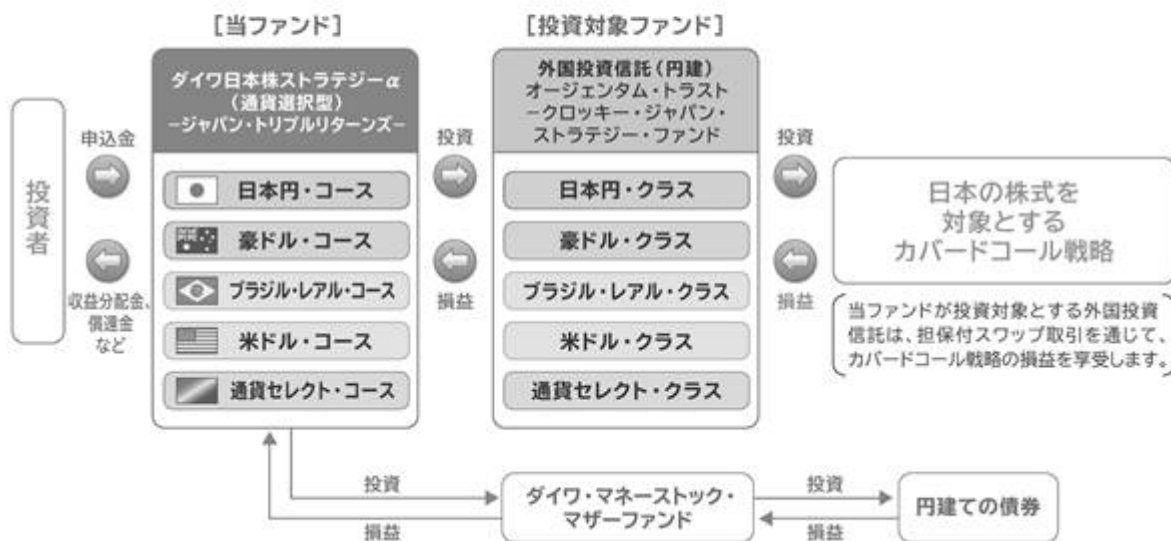 [当ファンド]
[投資対象ファンド]
ダイワ日本株ストラテジーα
(通貨選択型)
－ジャパン・トリプルリターンズ－
外国投資信託(円建)
オージェンタム・トラスト
－クロッキー・ジャパン・
ストラテジー・ファンド
投資者
申込金
収益分配金、
償還金
など
日本円・コース
豪ドル・コース
ブラジル・レアル・コース
米ドル・コース
通貨セレクト・コース
投資
損益
日本円・クラス
豪ドル・クラス
ブラジル・レアル・クラス
米ドル・クラス
通貨セレクト・クラス
投資
損益
日本の株式を
対象とする
カバードコール戦略
当ファンドが投資対象とする外国投資
信託は、担保付スワップ取引を通じて、
カバードコール戦略の損益を享受します。
投資
損益
ダイワ・マネーストック・
マザーファンド
投資
損益
円建ての債券